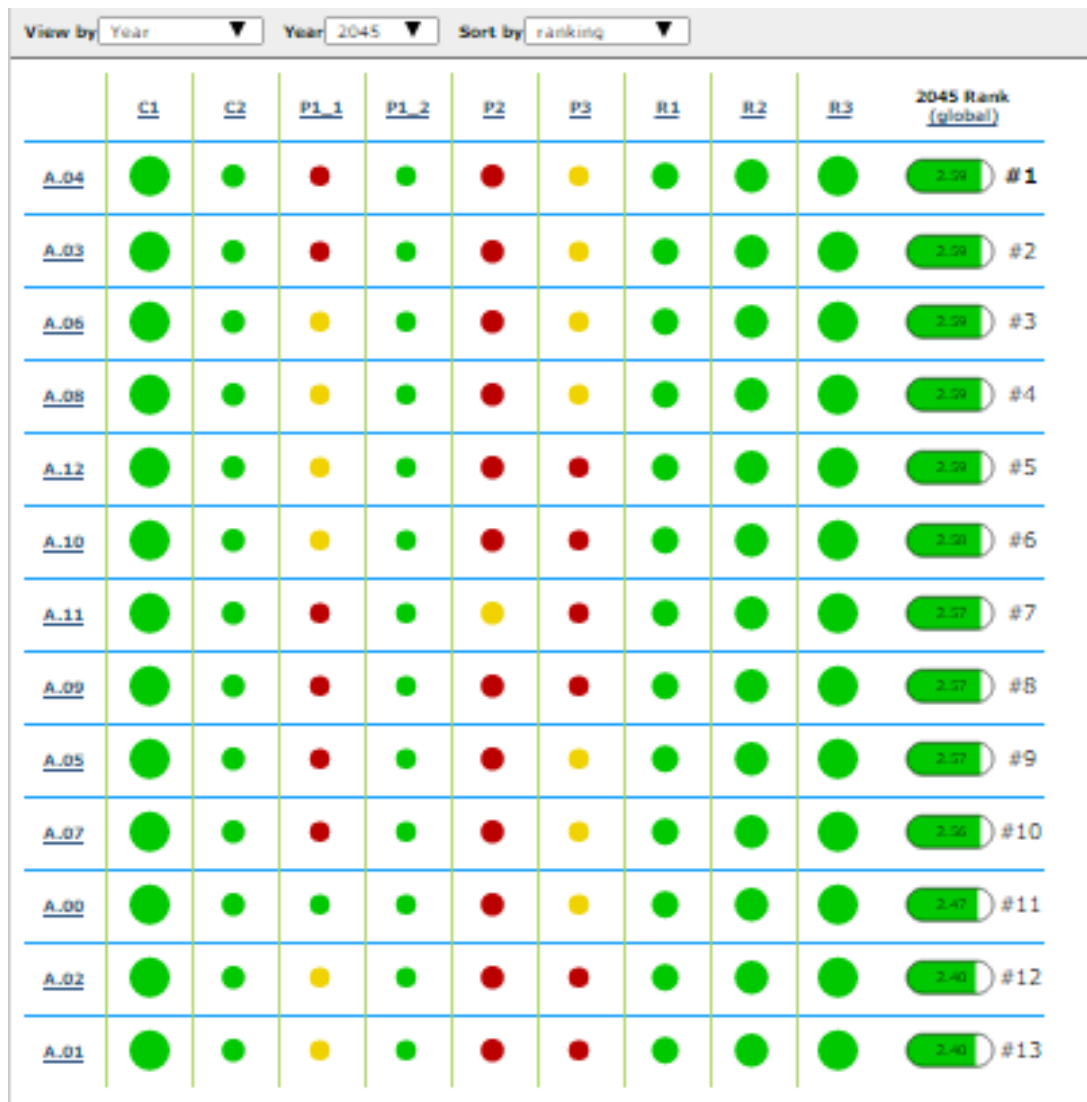 View by Year Year 2045 Sort by ranking
C1 C2 P1_1 P1_2 P2 P3 R1 R2 R3 2045 Rank
(global)
A.04 2.59 #1
A.03 2.59 #2
A.06 2.59 #3
A.08 2.59 #4
A.12 2.59 #5
A.10 2.58 #6
A.11 2.57 #7
A.09 2.57 #8
A.05 2.57 #9
A.07 2.56 #10
A.00 2.47 #11
A.02 2.40 #12
A.01 2.40 #13